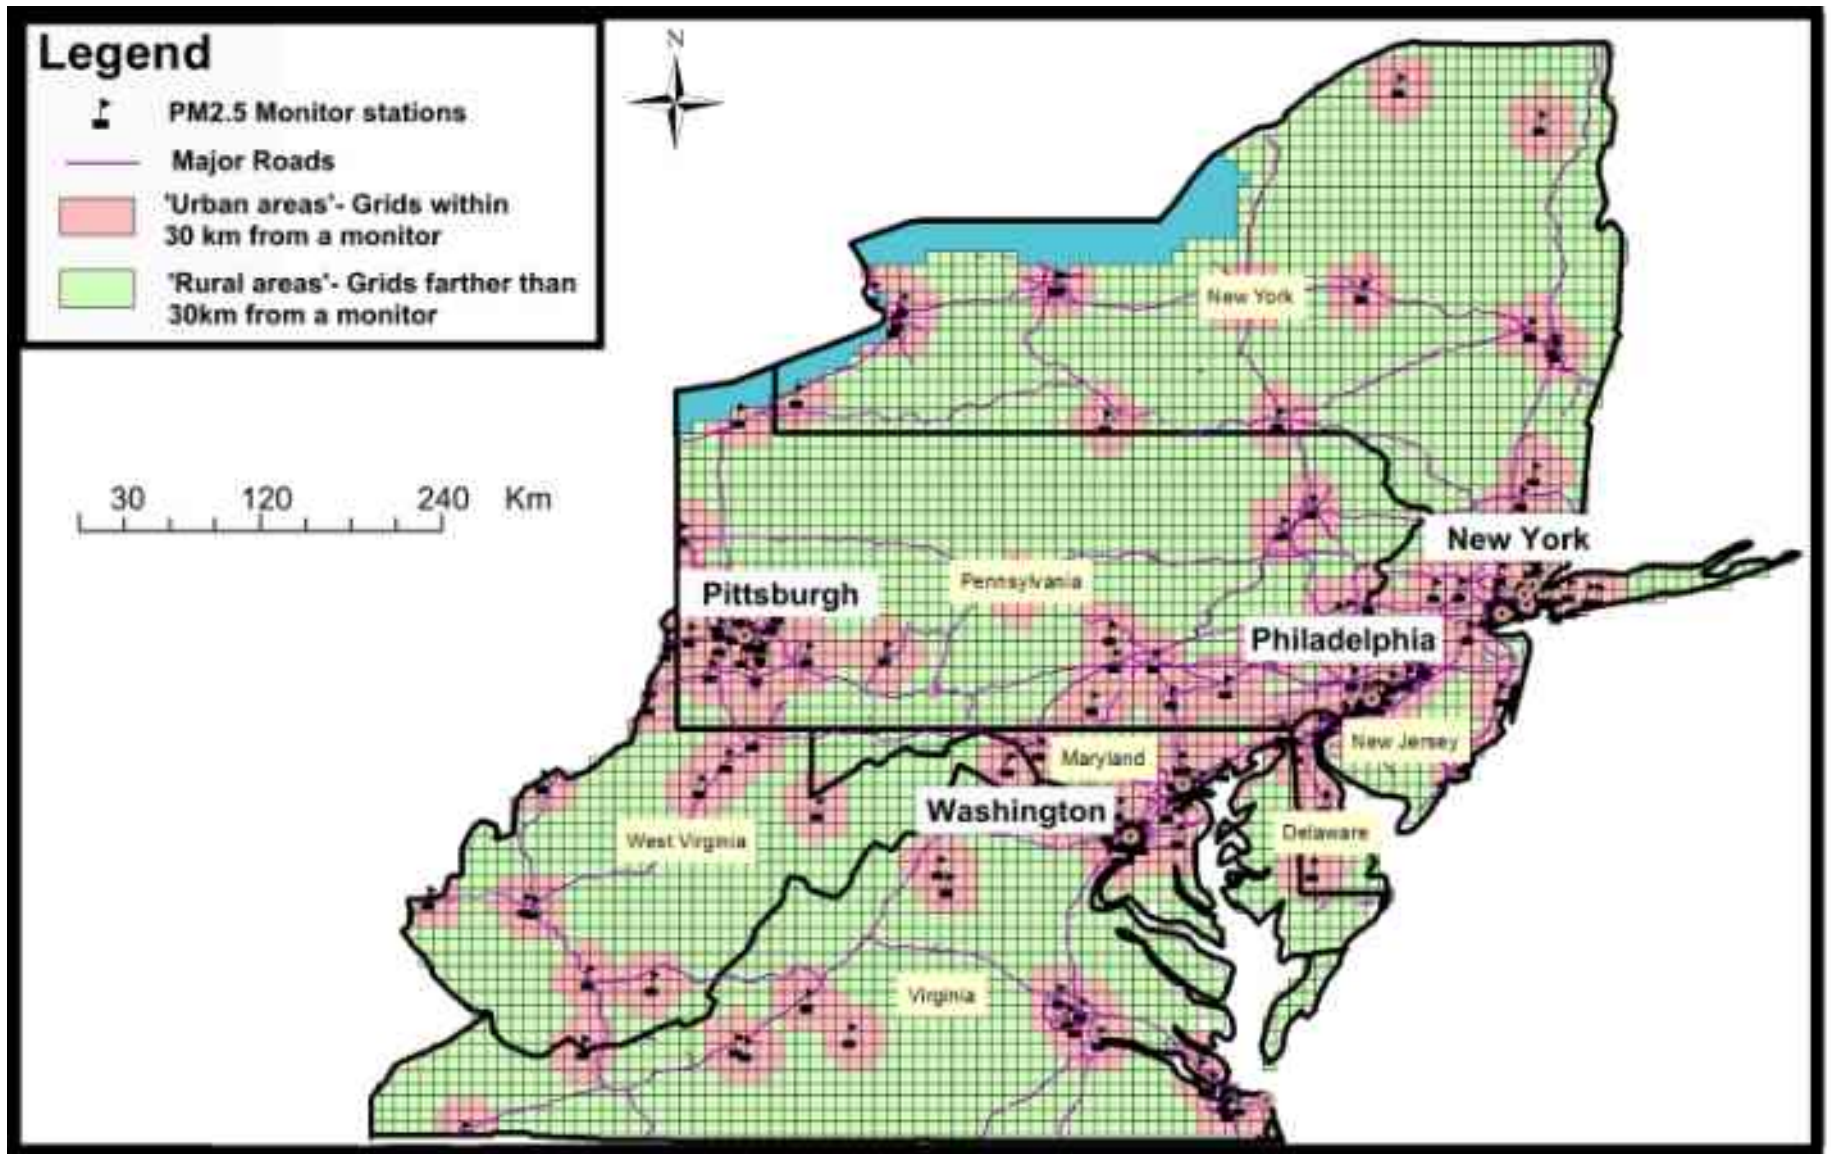 Legend
PM2.5 Monitor stations
Major Roads
'Urban areas'- Grids within
30 km from a monitor
'Rural areas'- Grids farther than
30km from a monitor
N
30 120 240 Km
New York
New York
Pennsylvania
Pittsburgh
Philadelphia
New Jersey
Maryland
Washington
Delaware
West Virginia
Virginia